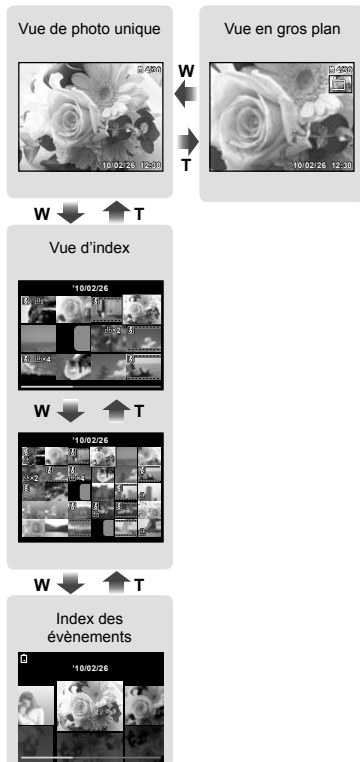 Vue de photo unique
Vue en gros plan
4/30
'10/02/26 12:30
W
T
4/30
'10/02/26 12:30
W T
Vue d'index
'10/02/26
×2
×4
W T
'10/02/26
×2 ×4
W T
Index des
évènements
'10/02/26